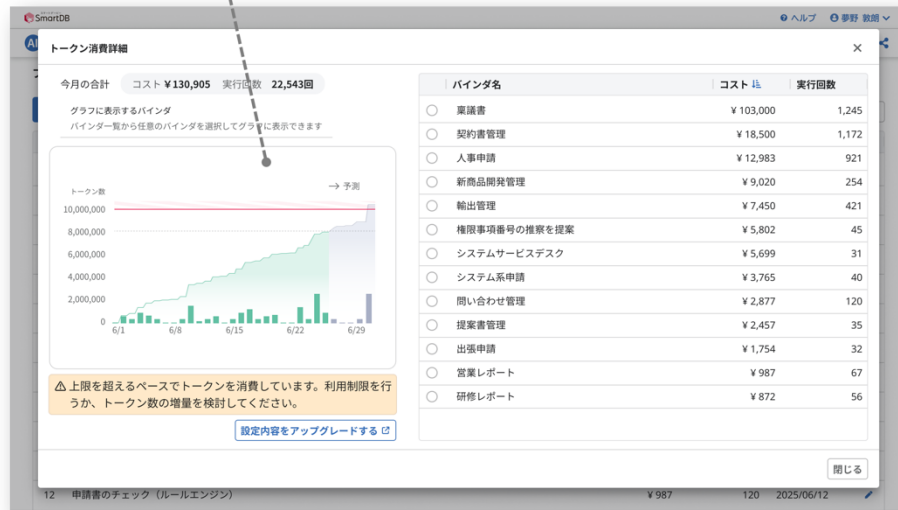 SmartDB
ヘルプ 夢野 敦朗
AI
トークン消費詳細
今月の合計 コスト ¥130,905 実行回数 22,543回
グラフに表示するバインダ
バインダ一覧から任意のバインダを選択してグラフに表示できます
→ 予測
トークン数
10,000,000
8,000,000
6,000,000
4,000,000
2,000,000
0
6/1 6/8 6/15 6/22 6/29
上限を超えるペースでトークンを消費しています。利用制限を行
うか、トークン数の増量を検討してください。
設定内容をアップグレードする
バインダ名 コスト 実行回数
稟議書 ¥103,000 1,245
契約書管理 ¥18,500 1,172
人事申請 ¥12,983 921
新商品開発管理 ¥9,020 254
輸出管理 ¥7,450 421
権限事項番号の推察を提案 ¥5,802 45
システムサービスデスク ¥5,699 31
システム系申請 ¥3,765 40
問い合わせ管理 ¥2,877 120
提案書管理 ¥2,457 35
出張申請 ¥1,754 32
営業レポート ¥987 67
研修レポート ¥872 56
閉じる
12 申請書のチェック（ルールエンジン） ¥987 120 2025/06/12